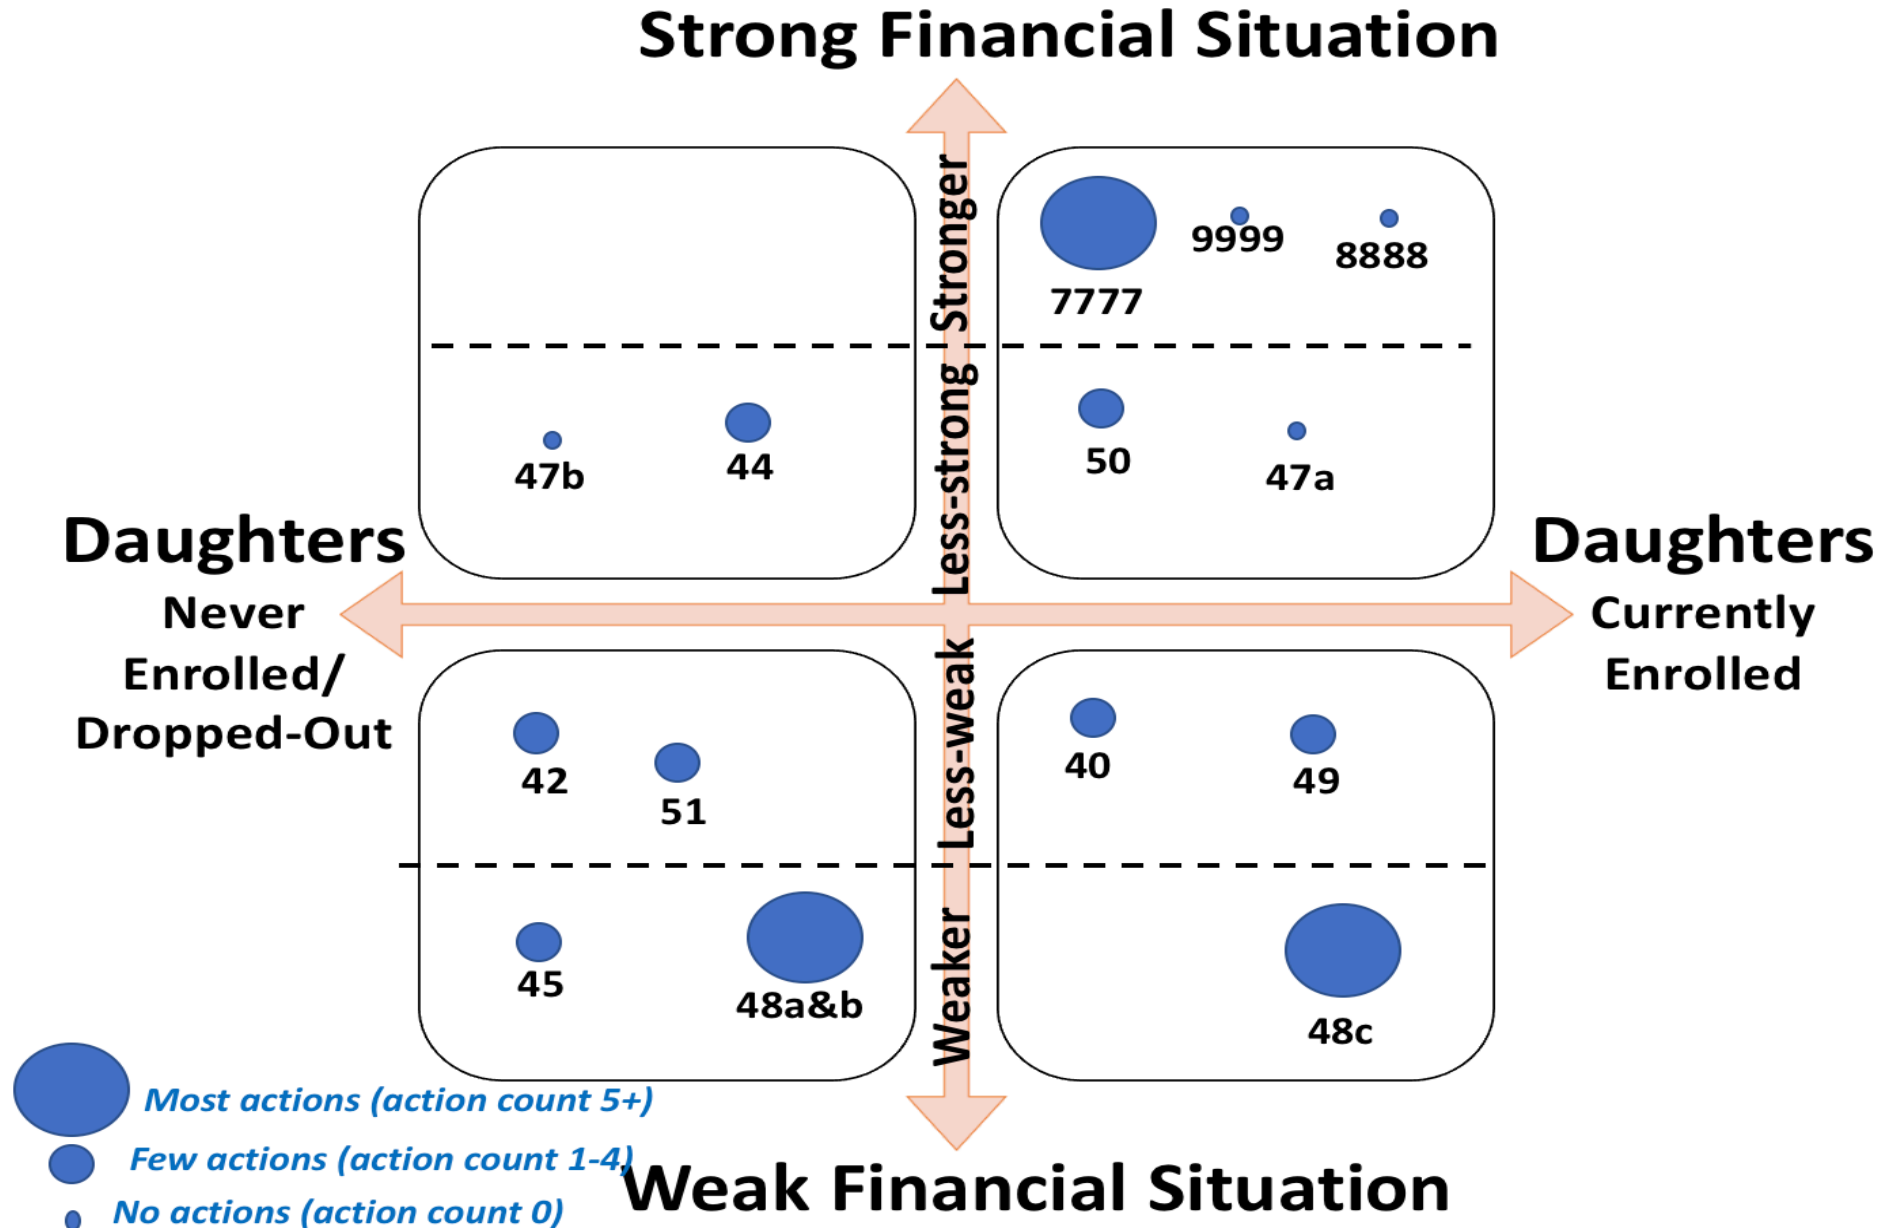 Strong Financial Situation
Stronger
9999
8888
7777
Less-strong
47b
44
50
47a
Daughters
Never
Enrolled/
Dropped-Out
Daughters
Currently
Enrolled
Less-weak
42
51
40
49
Weaker
45
48a&b
48c
Most actions (action count 5+)
Few actions (action count 1-4)
No actions (action count 0)
Weak Financial Situation